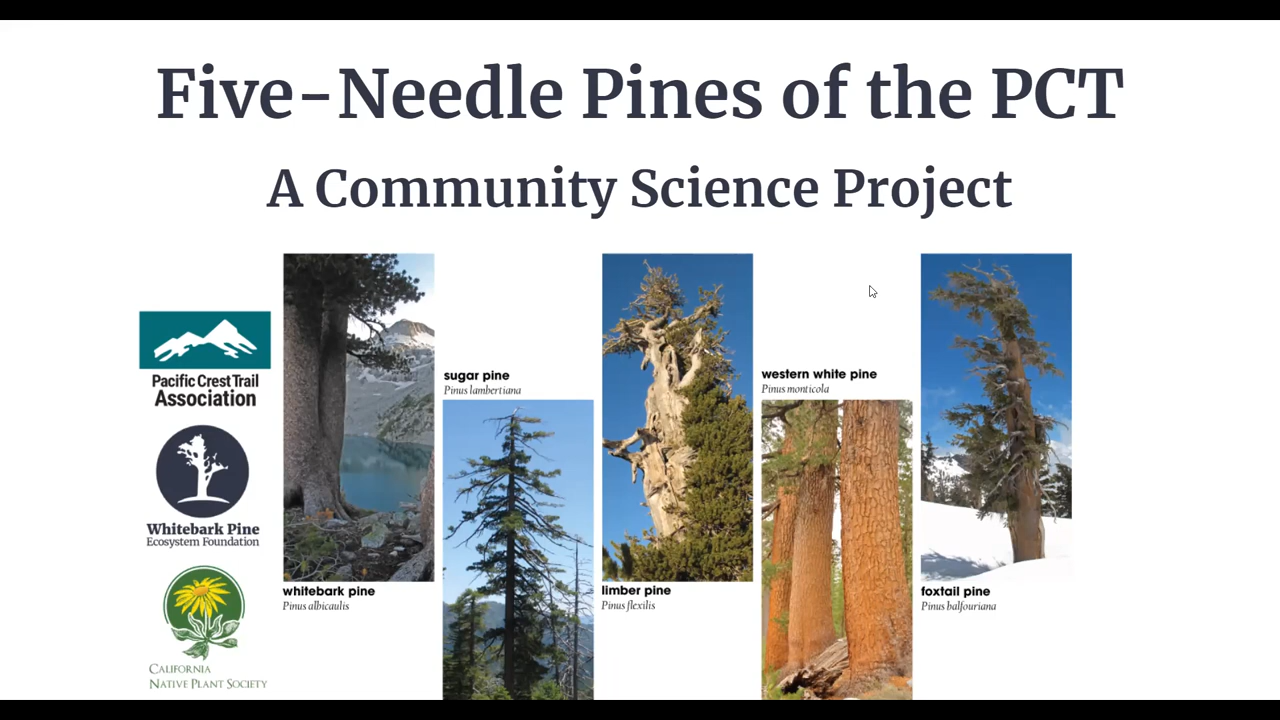 Five-Needle Pines of the PCT
A Community Science Project
Pacific Crest Trail
Association
Whitebark Pine
Ecosystem Foundation
CALIFORNIA
NATIVE PLANT SOCIETY
whitebark pine
Pinus albicaulis
sugar pine
Pinus lambertiana
limber pine
Pinus flexilis
western white pine
Pinus monticola
foxtail pine
Pinus balfouriana